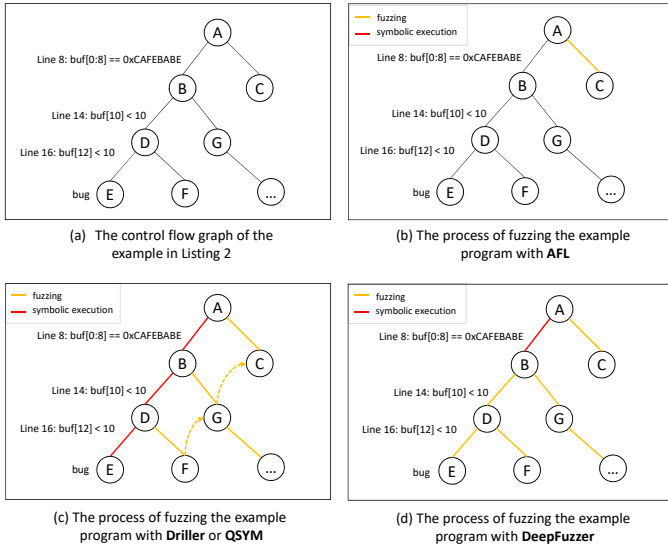 A
Line 8: buf[0:8] == 0xCAFEBABE
B
C
Line 14: buf[10] < 10
D
G
Line 16: buf[12] < 10
bug
E
F
...
(a) The control flow graph of the
example in Listing 2
fuzzing
symbolic execution
A
Line 8: buf[0:8] == 0xCAFEBABE
B
C
Line 14: buf[10] < 10
D
G
Line 16: buf[12] < 10
bug
E
F
...
(b) The process of fuzzing the example
program with AFL
fuzzing
symbolic execution
A
Line 8: buf[0:8] == 0xCAFEBABE
B
C
Line 14: buf[10] < 10
D
G
Line 16: buf[12] < 10
bug
E
F
...
(c) The process of fuzzing the example
program with Driller or QSYM
fuzzing
symbolic execution
A
Line 8: buf[0:8] == 0xCAFEBABE
B
C
Line 14: buf[10] < 10
D
G
Line 16: buf[12] < 10
bug
E
F
...
(d) The process of fuzzing the example
program with DeepFuzzer